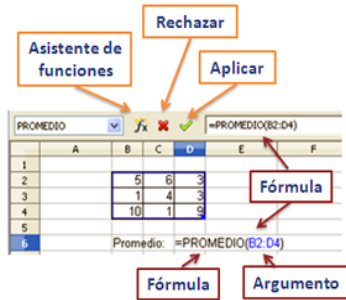 Rechazar
Asistente de
funciones
Aplicar
PROMEDIO fx =PROMEDIO(B2:D4)
A B C D E F
1
2 5 6 3
3 1 4 3
4 10 1 9
5
6 Promedio: =PROMEDIO(B2:D4)
Fórmula
Fórmula
Argumento